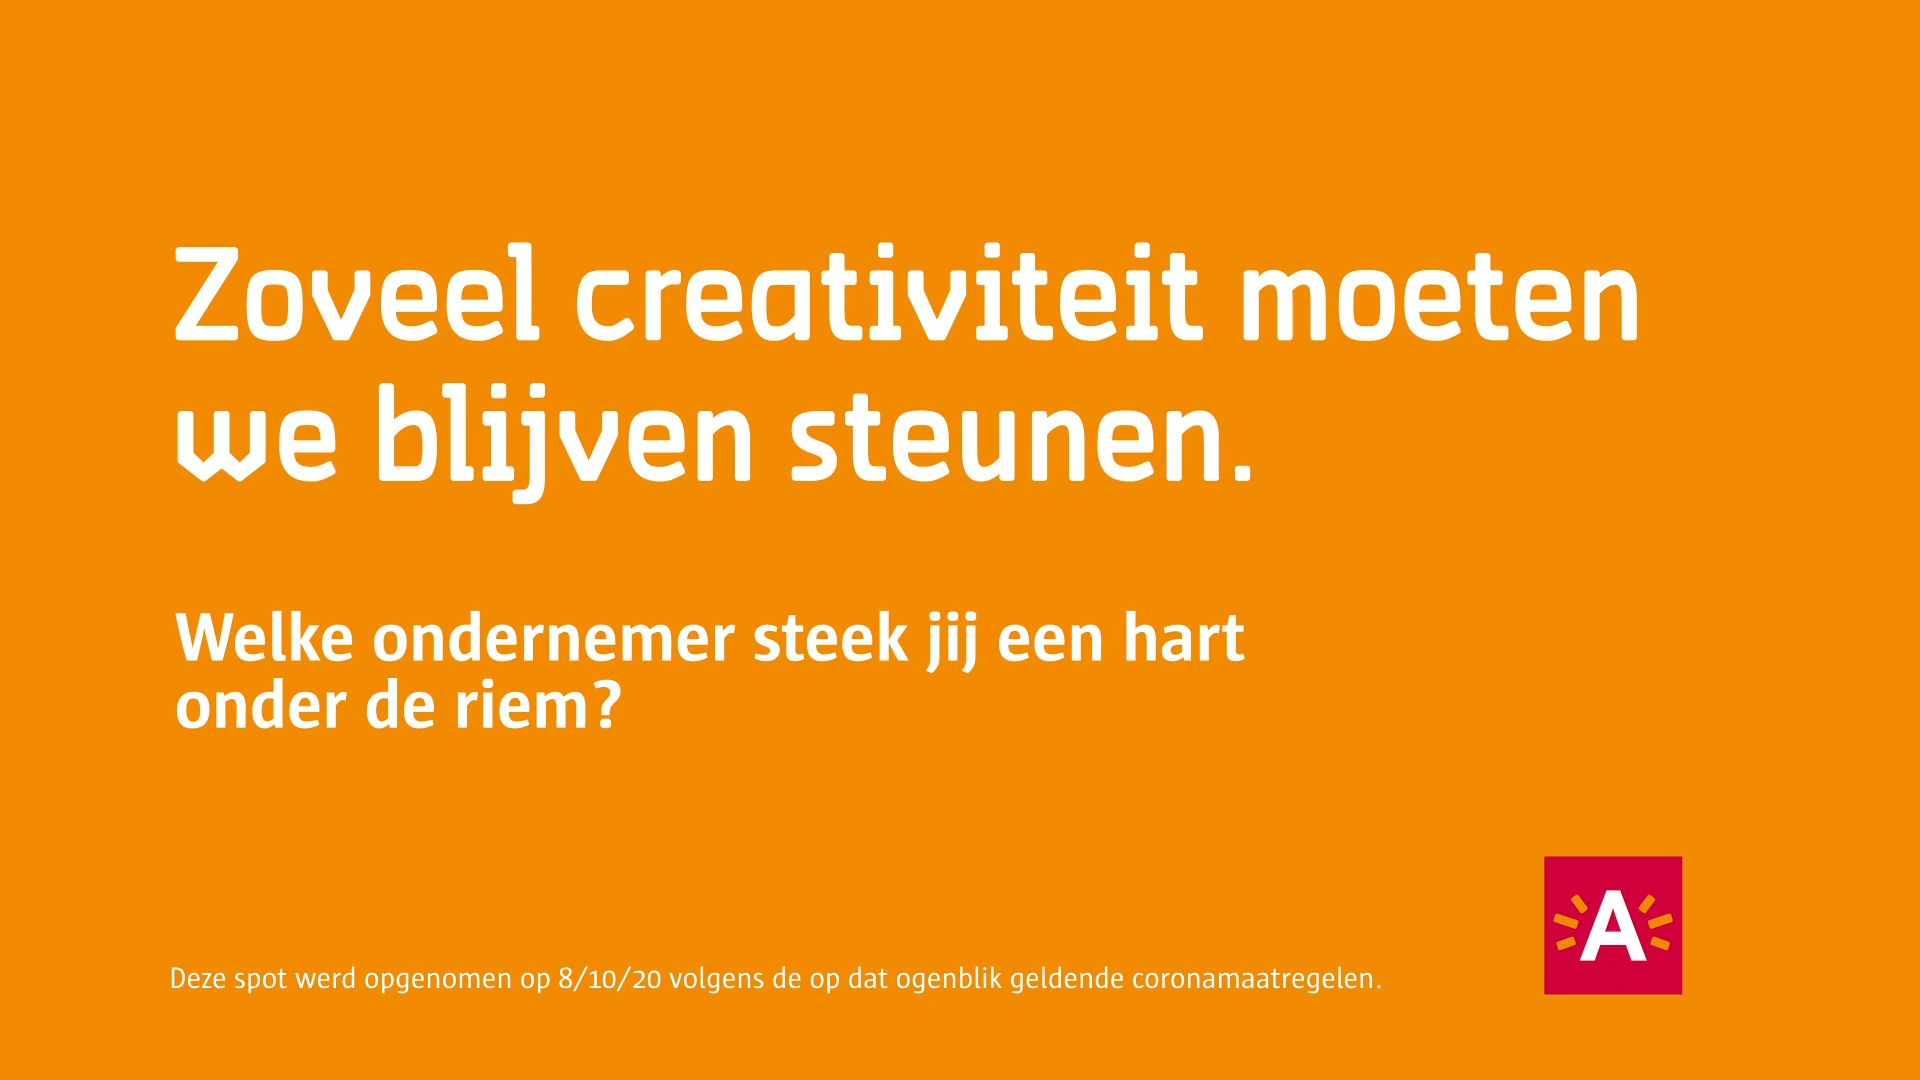 Zoveel creativiteit moeten
we blijven steunen.
Welke ondernemer steek jij een hart
onder de riem?
Deze spot werd opgenomen op 8/10/20 volgens de op dat ogenblik geldende coronamaatregelen.
A